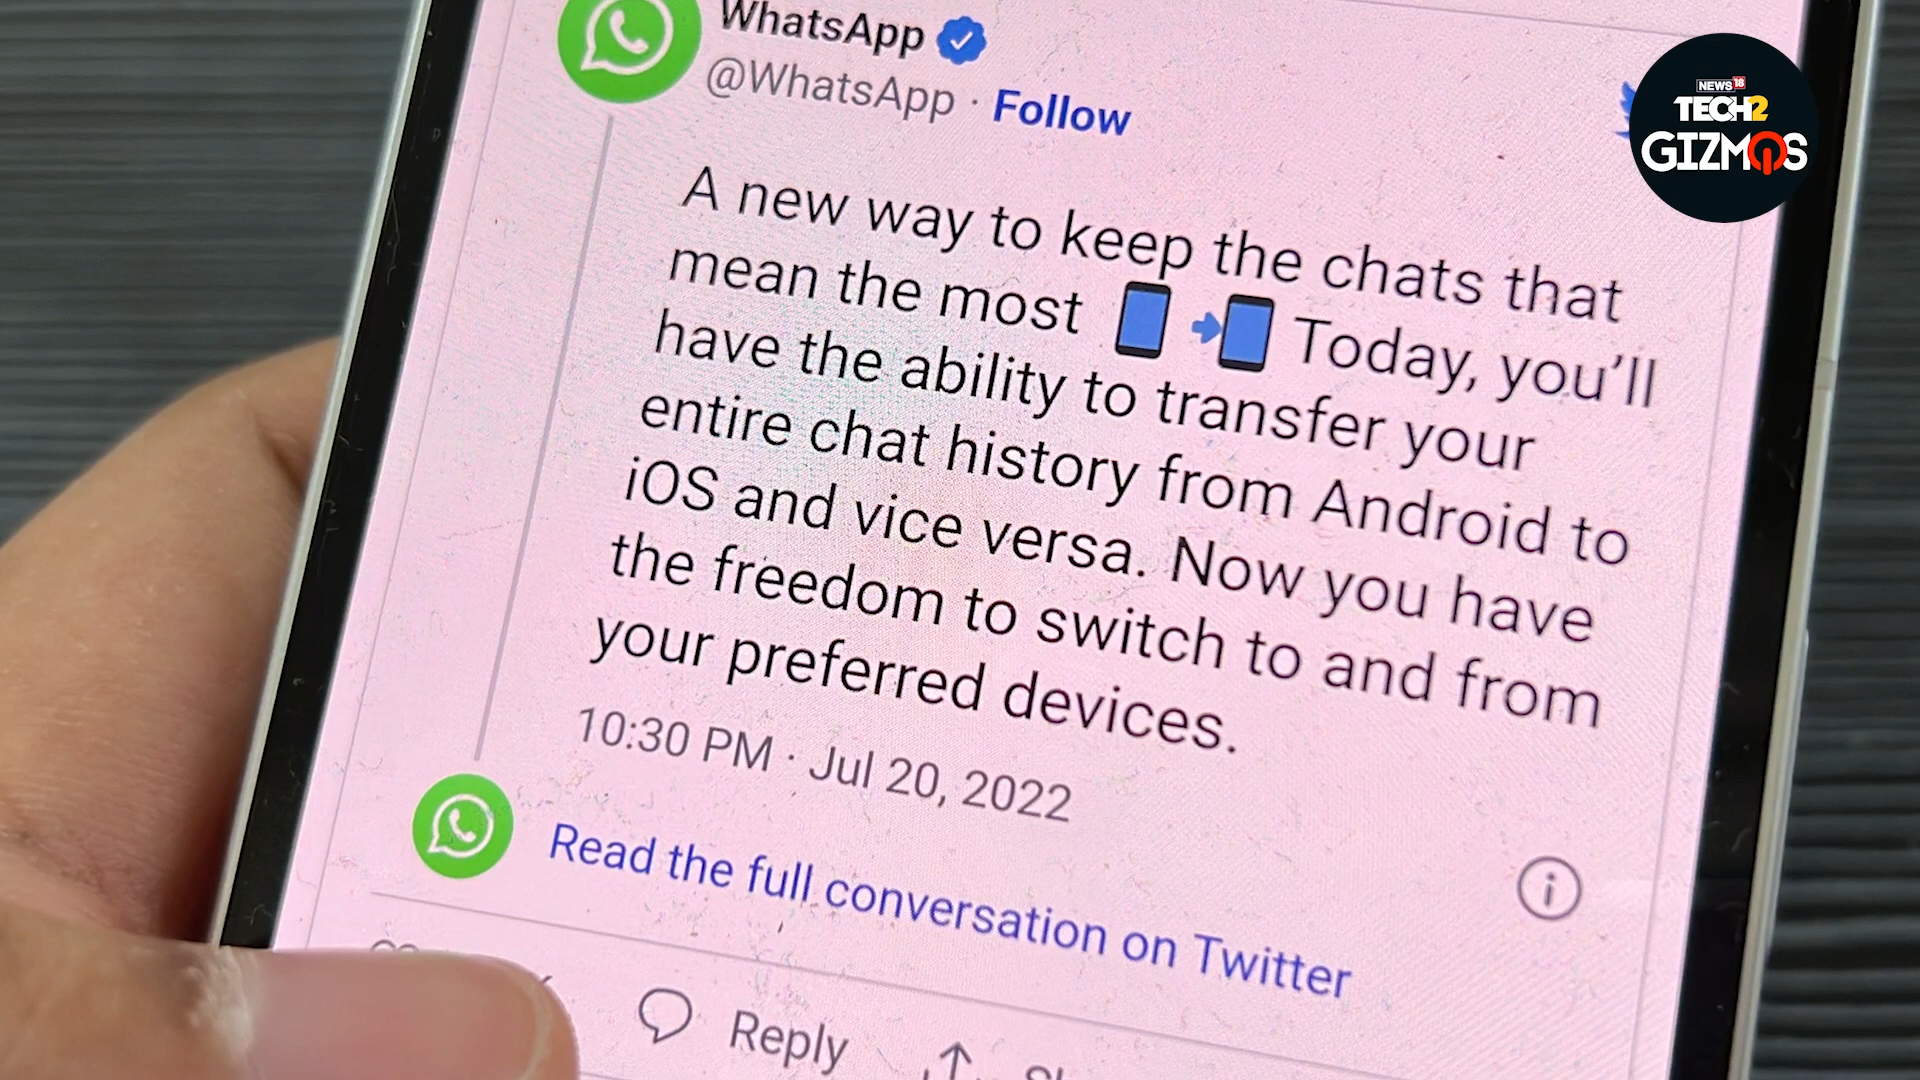 WhatsApp
@WhatsApp · Follow
NEWS18
TECH2
GIZMOS
A new way to keep the chats that
mean the most 📱📲 Today, you’ll
have the ability to transfer your
entire chat history from Android to
iOS and vice versa. Now you have
the freedom to switch to and from
your preferred devices.
10:30 PM · Jul 20, 2022
Read the full conversation on Twitter
Reply